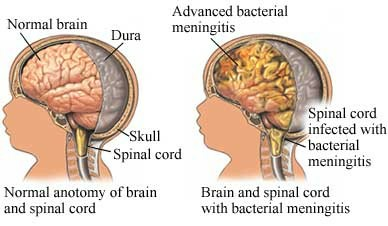 Normal brain
Dura
Skull
Spinal cord
Normal anotomy of brain
and spinal cord
Advanced bacterial
meningitis
Spinal cord
infected with
bacterial
meningitis
Brain and spinal cord
with bacterial meningitis